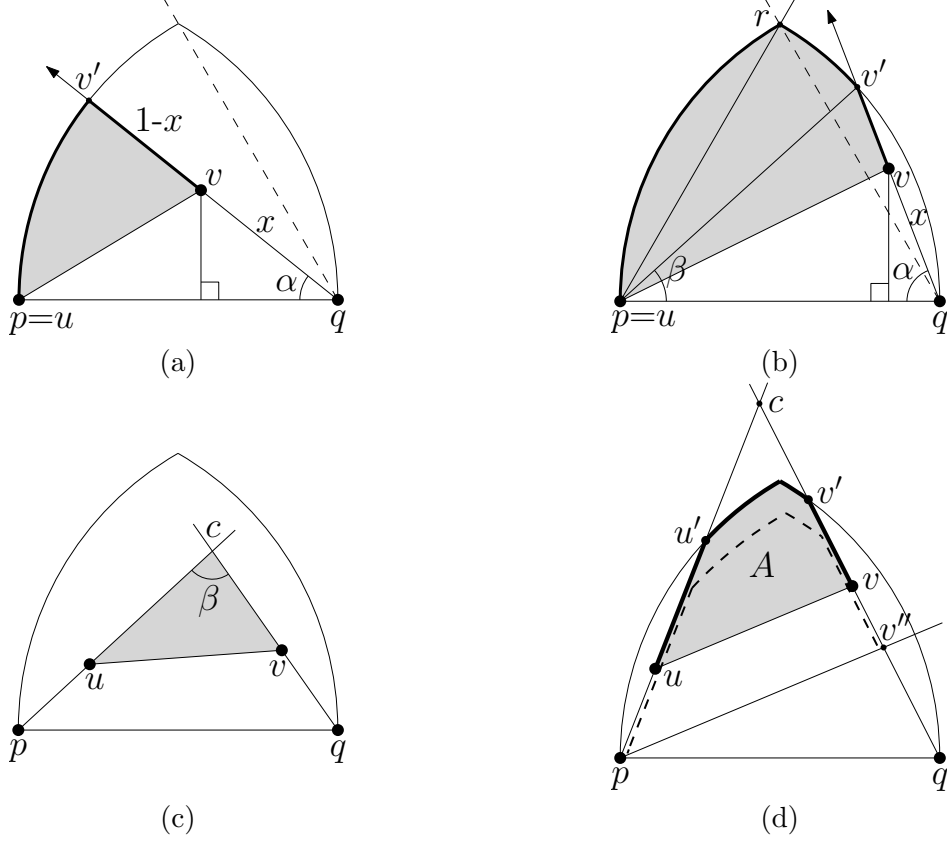 r
v′
v′
1-x
v
v
x
x
α
β
α
p=u
q
p=u
q
(a)
(b)
c
c
v′
u′
A
β
v
v″
u
v
u
p
q
p
q
(c)
(d)